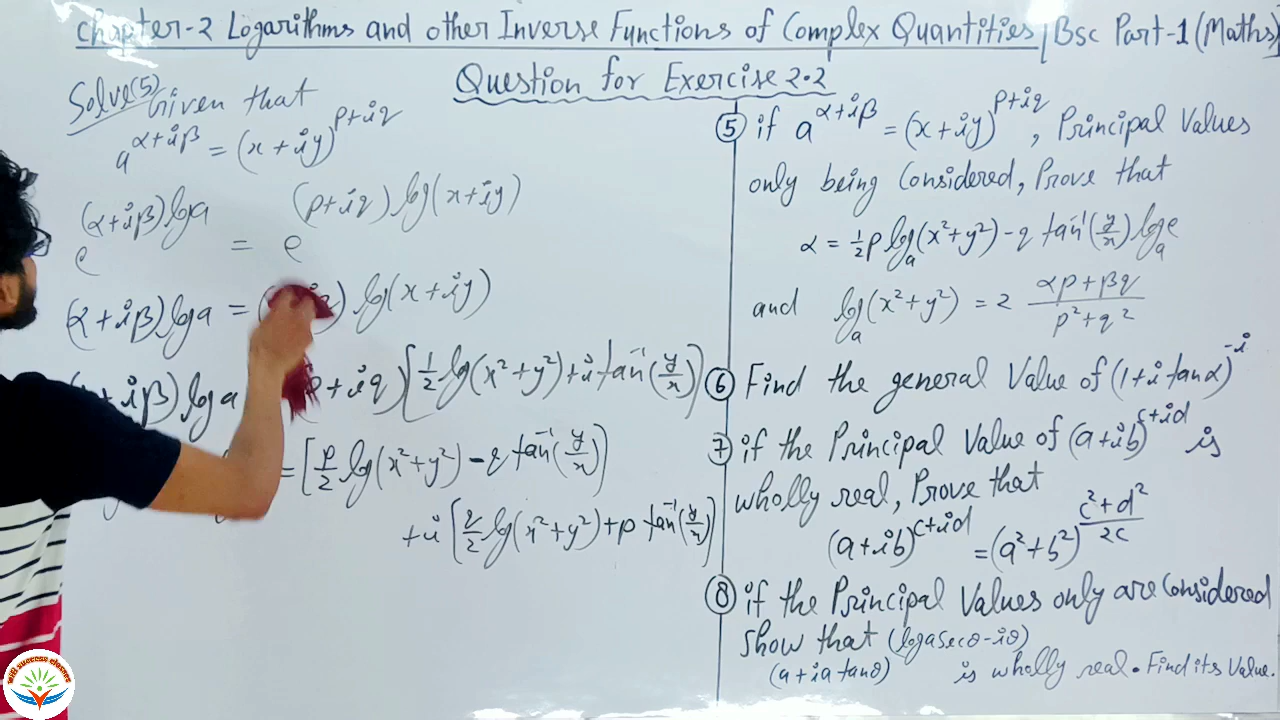 Chapter-2 Logarithms and other Inverse Functions of Complex Quantities / Bsc Part-1 (Maths)
Question for Exercise 2.2
Solve(5) Given that
a^(α+iβ) = (x+iy)^(p+iq)
e^((α+iβ)log a) = e^((p+iq)log(x+iy))
(α+iβ)log a = log(x+iy)
iβ)log a + iq)[1/2 log(x²+y²)+i tan⁻¹(y/x)]
= [p/2 log(x²+y²) - q tan⁻¹(y/x)]
+i[q/2 log(x²+y²)+p tan⁻¹(y/x)]
⑤ if a^(α+iβ) = (x+iy)^(p+iq), Principal Values
only being Considered, Prove that
α = ½ p logₐ(x²+y²) - q tan⁻¹(y/x) logₐe
and logₐ(x²+y²) = 2 (αp+βq)/(p²+q²)
⑥ Find the general Value of (1+i tanα)^(-i)
⑦ if the Principal Value of (a+ib)^(c+id) is
wholly real, Prove that
(a+ib)^(c+id) = (a²+b²)^((c²+d²)/2c)
⑧ if the Principal Values only are Considered
Show that (log a secθ - iθ)
(a+ia tanθ) is wholly real. Find its Value.